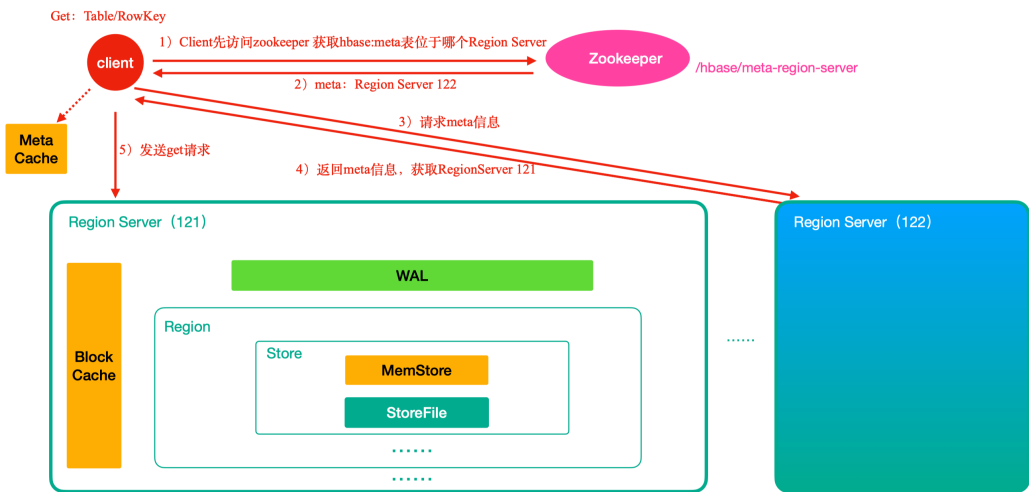 Get：Table/RowKey
1）Client先访问zookeeper 获取hbase:meta表位于哪个Region Server
client
Zookeeper
/hbase/meta-region-server
2）meta：Region Server 122
Meta
Cache
3）请求meta信息
5）发送get请求
4）返回meta信息，获取RegionServer 121
Region Server（121）
Region Server（122）
WAL
Region
Store
Block
Cache
MemStore
StoreFile
······
······
······